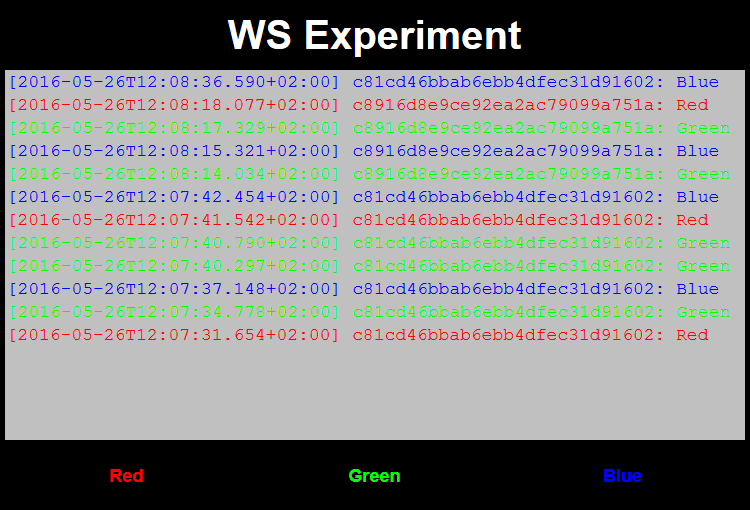 WS Experiment
[2016-05-26T12:08:36.590+02:00] c81cd46bbab6ebb4dfec31d91602: Blue
[2016-05-26T12:08:18.077+02:00] c8916d8e9ce92ea2ac79099a751a: Red
[2016-05-26T12:08:17.329+02:00] c8916d8e9ce92ea2ac79099a751a: Green
[2016-05-26T12:08:15.321+02:00] c8916d8e9ce92ea2ac79099a751a: Blue
[2016-05-26T12:08:14.034+02:00] c8916d8e9ce92ea2ac79099a751a: Green
[2016-05-26T12:07:42.454+02:00] c81cd46bbab6ebb4dfec31d91602: Blue
[2016-05-26T12:07:41.542+02:00] c81cd46bbab6ebb4dfec31d91602: Red
[2016-05-26T12:07:40.790+02:00] c81cd46bbab6ebb4dfec31d91602: Green
[2016-05-26T12:07:40.297+02:00] c81cd46bbab6ebb4dfec31d91602: Green
[2016-05-26T12:07:37.148+02:00] c81cd46bbab6ebb4dfec31d91602: Blue
[2016-05-26T12:07:34.778+02:00] c81cd46bbab6ebb4dfec31d91602: Green
[2016-05-26T12:07:31.654+02:00] c81cd46bbab6ebb4dfec31d91602: Red
Red Green Blue